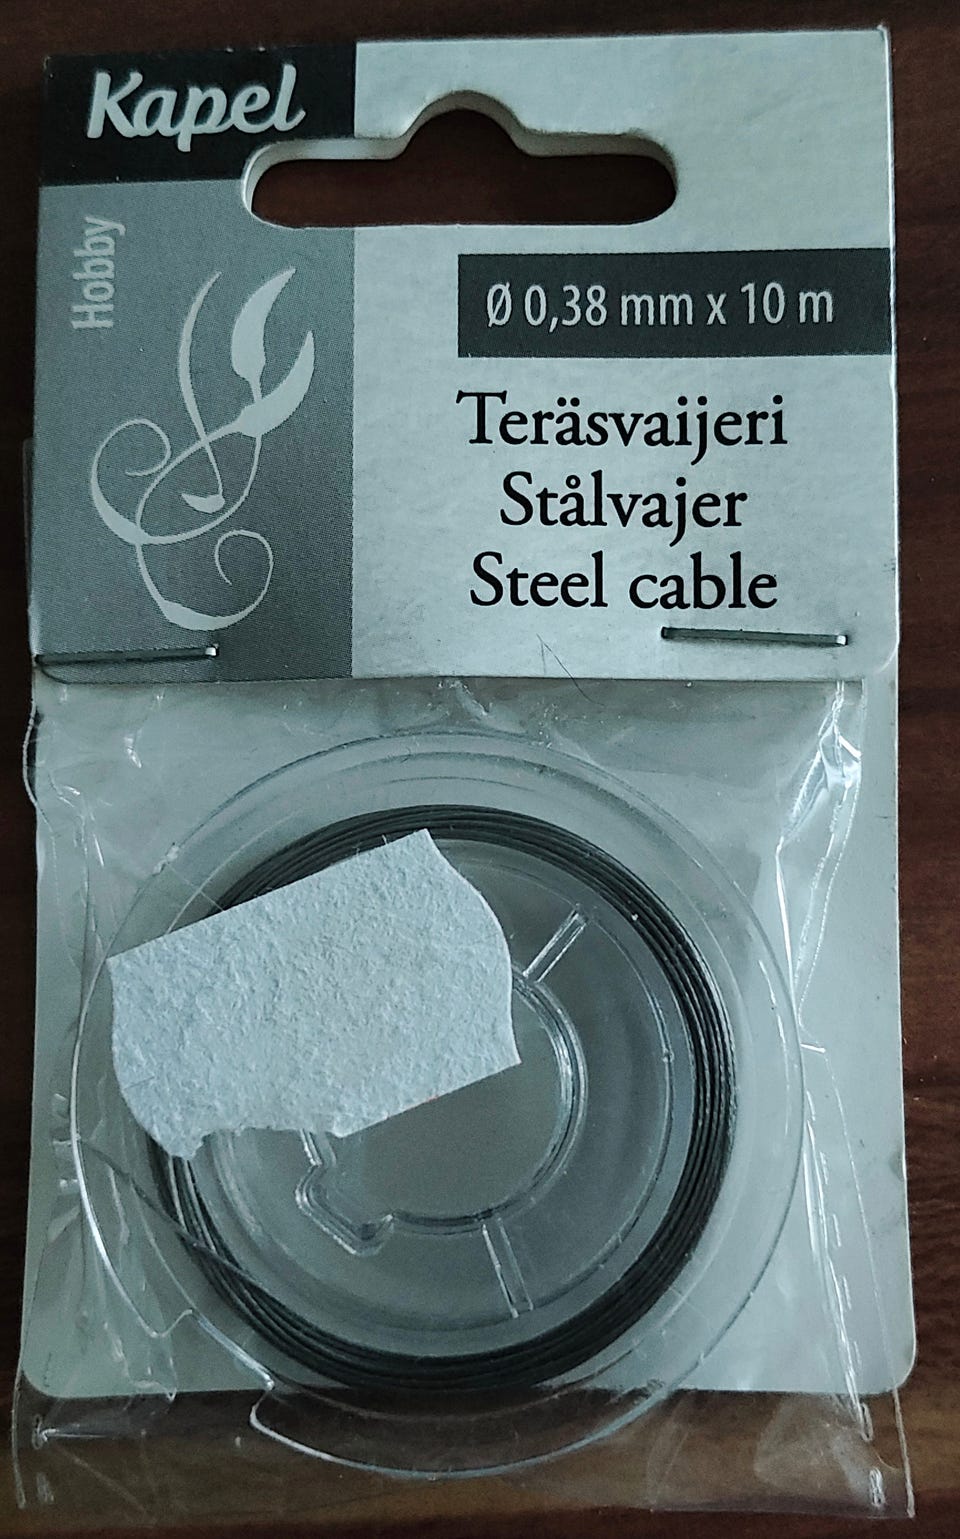 Kapel
Hobby
Ø 0,38 mm x 10 m
Teräsvaijeri
Stålvajer
Steel cable